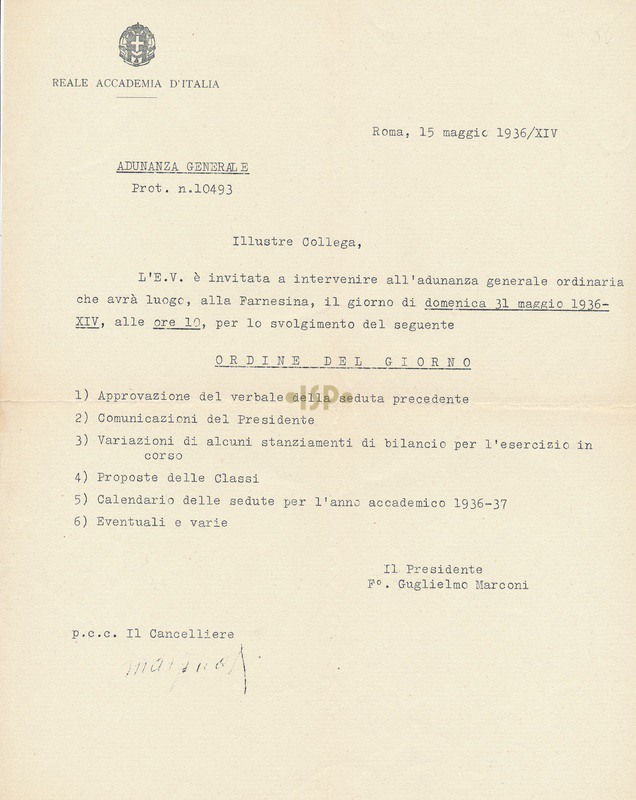 REALE ACCADEMIA D'ITALIA
Roma, 15 maggio 1936/XIV
ADUNANZA GENERALE
Prot. n.10493
Illustre Collega,
L'E.V. è invitata a intervenire all'adunanza generale ordinaria
che avrà luogo, alla Farnesina, il giorno di domenica 31 maggio 1936-
XIV, alle ore 10, per lo svolgimento del seguente
ORDINE DEL GIORNO
1) Approvazione del verbale della seduta precedente
ISP
2) Comunicazioni del Presidente
3) Variazioni di alcuni stanziamenti di bilancio per l'esercizio in
corso
4) Proposte delle Classi
5) Calendario delle sedute per l'anno accademico 1936-37
6) Eventuali e varie
Il Presidente
Fº. Guglielmo Marconi
p.c.c. Il Cancelliere